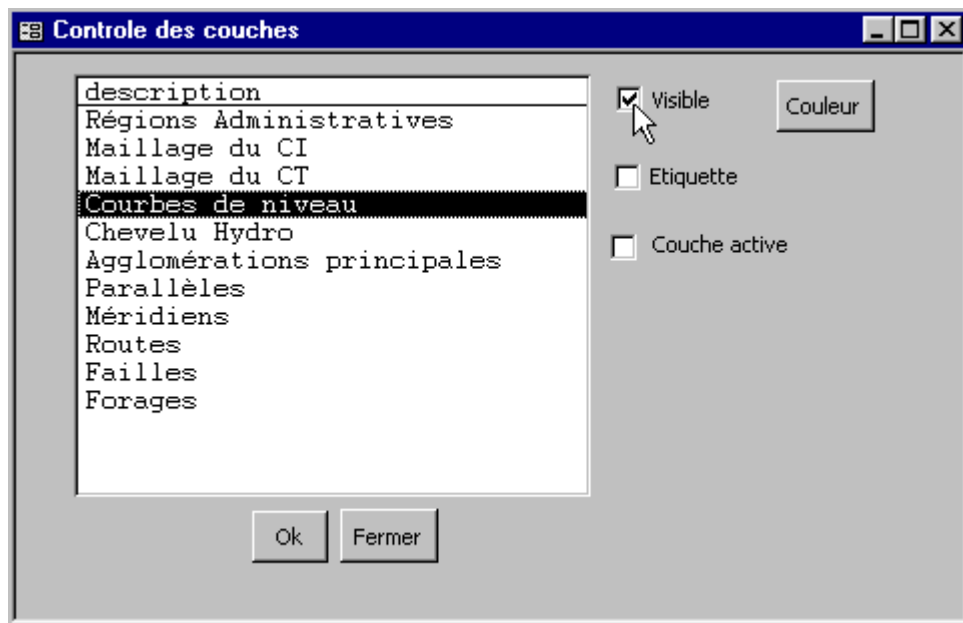 Controle des couches
description
Régions Administratives
Maillage du CI
Maillage du CT
Courbes de niveau
Chevelu Hydro
Agglomérations principales
Parallèles
Méridiens
Routes
Failles
Forages
Visible
Couleur
Etiquette
Couche active
Ok
Fermer